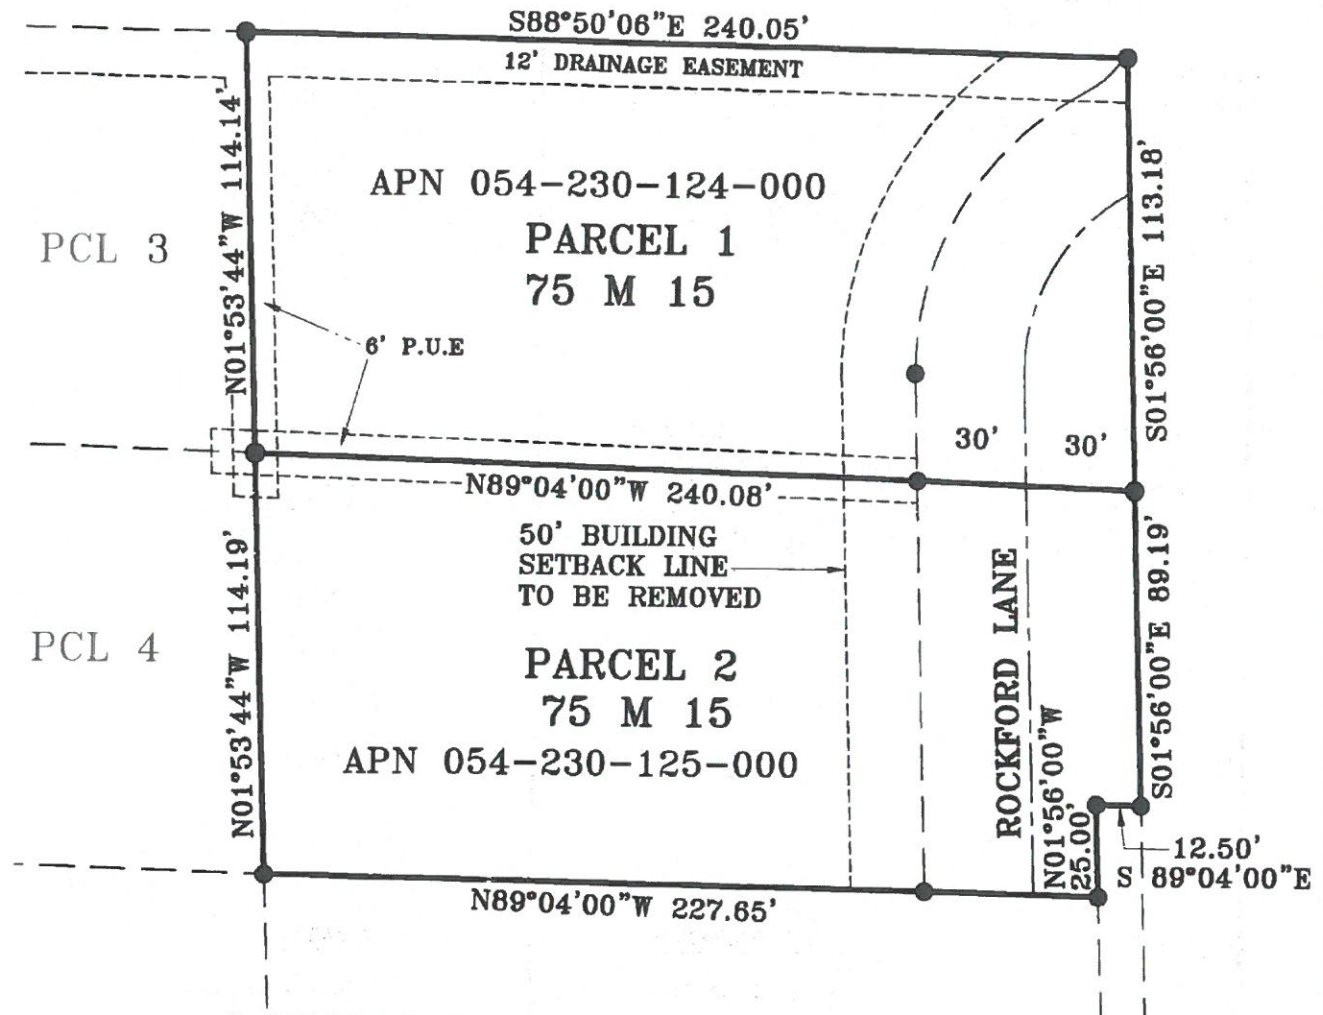 S88°50'06"E 240.05'
12' DRAINAGE EASEMENT
N01°53'44"W 114.14'
APN 054-230-124-000
PARCEL 1
75 M 15
PCL 3
6' P.U.E
S01°56'00"E 113.18'
30'
30'
N89°04'00"W 240.08'
50' BUILDING
SETBACK LINE
TO BE REMOVED
PCL 4
N01°53'44"W 114.19'
PARCEL 2
75 M 15
APN 054-230-125-000
ROCKFORD LANE
S01°56'00"E 89.19'
N01°56'00"W
25.00'
12.50'
S 89°04'00"E
N89°04'00"W 227.65'